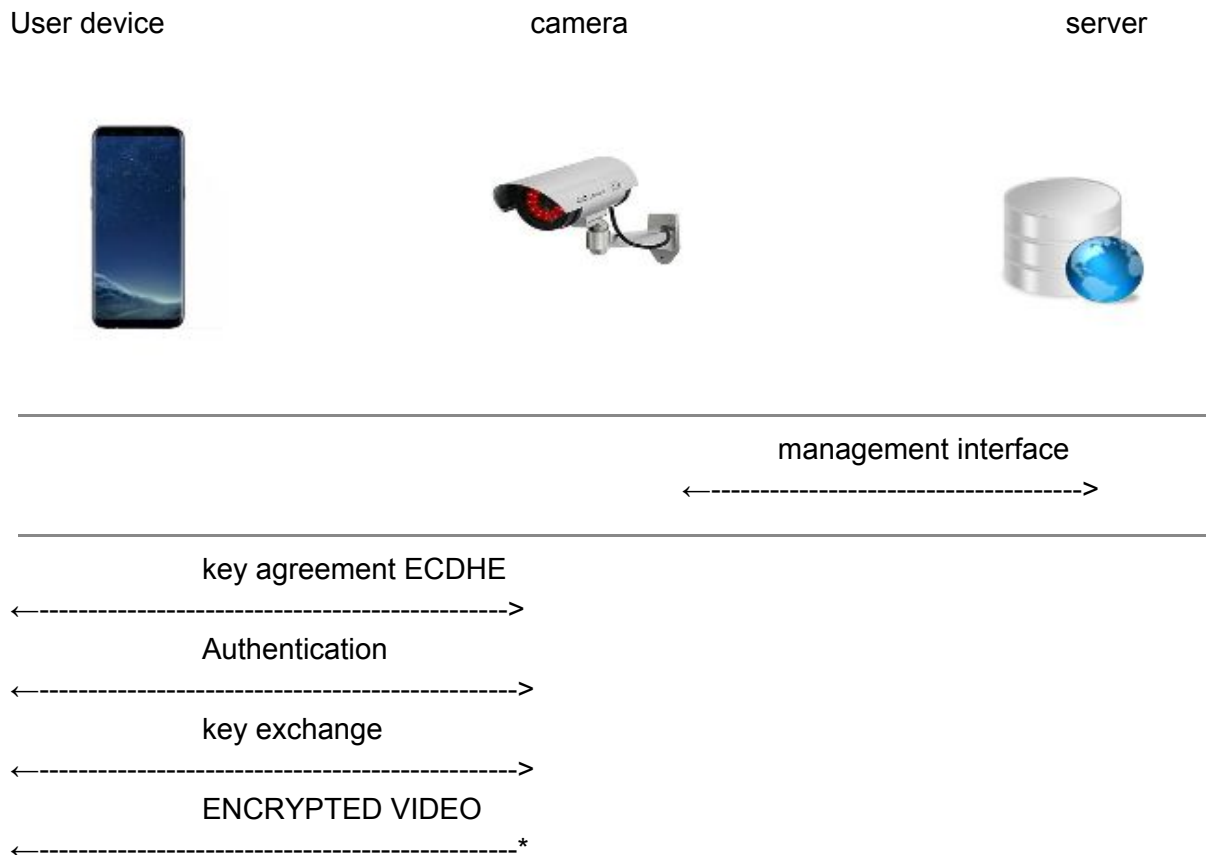 User device camera server
management interface
←--------------------------------------->
key agreement ECDHE
←------------------------------------------------>
Authentication
←------------------------------------------------->
key exchange
←------------------------------------------------->
ENCRYPTED VIDEO
←-------------------------------------------------*